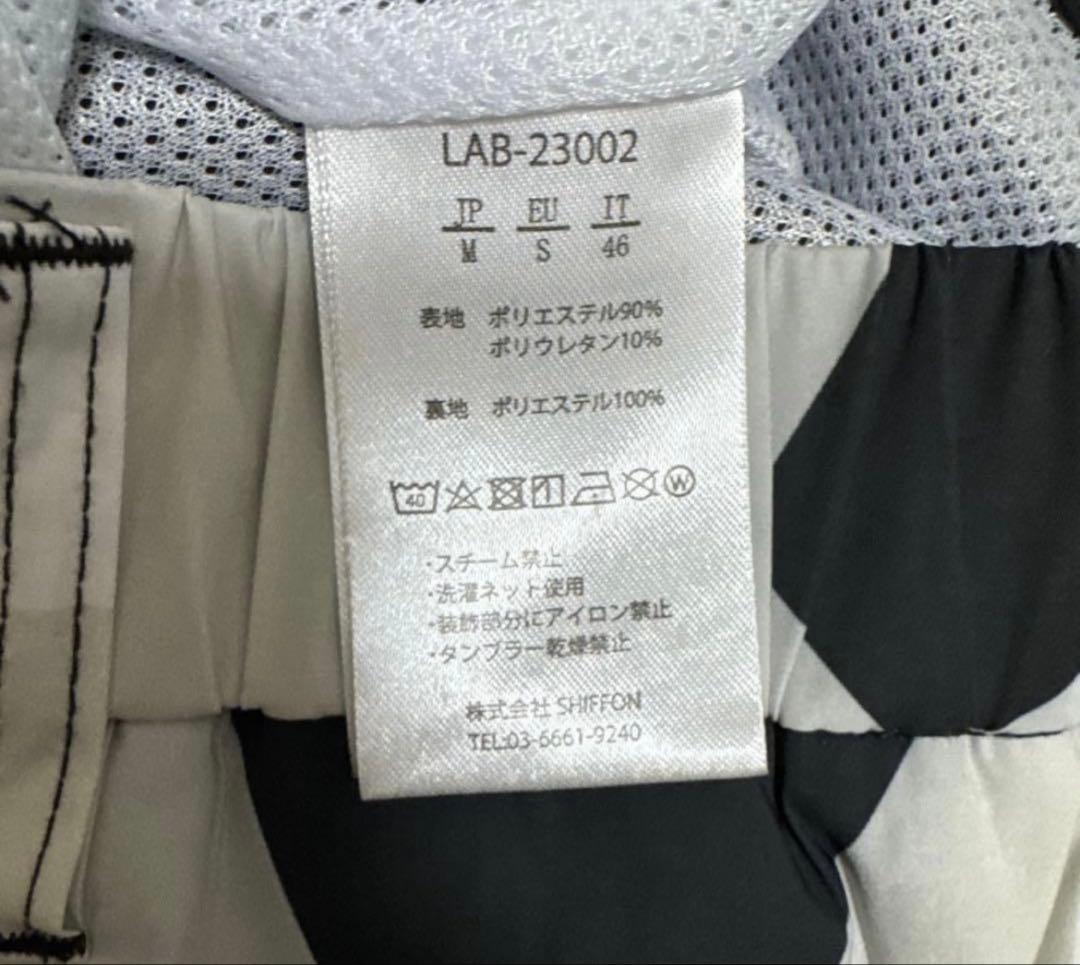 LAB-23002
JP EU IT
M S 46
表地 ポリエステル90%
ポリウレタン10%
裏地 ポリエステル100%
40 W
・スチーム禁止
・洗濯ネット使用
・装飾部分にアイロン禁止
・タンブラー乾燥禁止
株式会社 SHIFFON
TEL:03-6661-9240